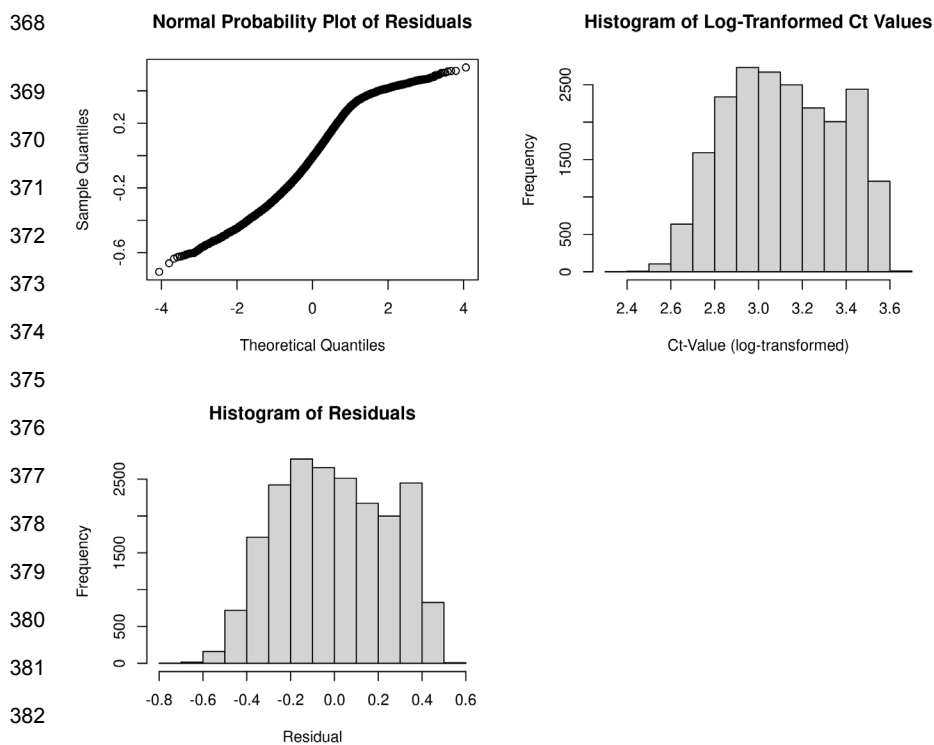 368
Normal Probability Plot of Residuals
Histogram of Log-Tranformed Ct Values
369
370
371
372
373
374
Sample Quantiles
0.2
-0.2
-0.6
-4 -2 0 2 4
Theoretical Quantiles
Frequency
2500
1500
500
0
2.4 2.6 2.8 3.0 3.2 3.4 3.6
Ct-Value (log-transformed)
375
376
Histogram of Residuals
377
378
379
380
381
382
Frequency
2500
1500
500
0
-0.8 -0.6 -0.4 -0.2 0.0 0.2 0.4 0.6
Residual